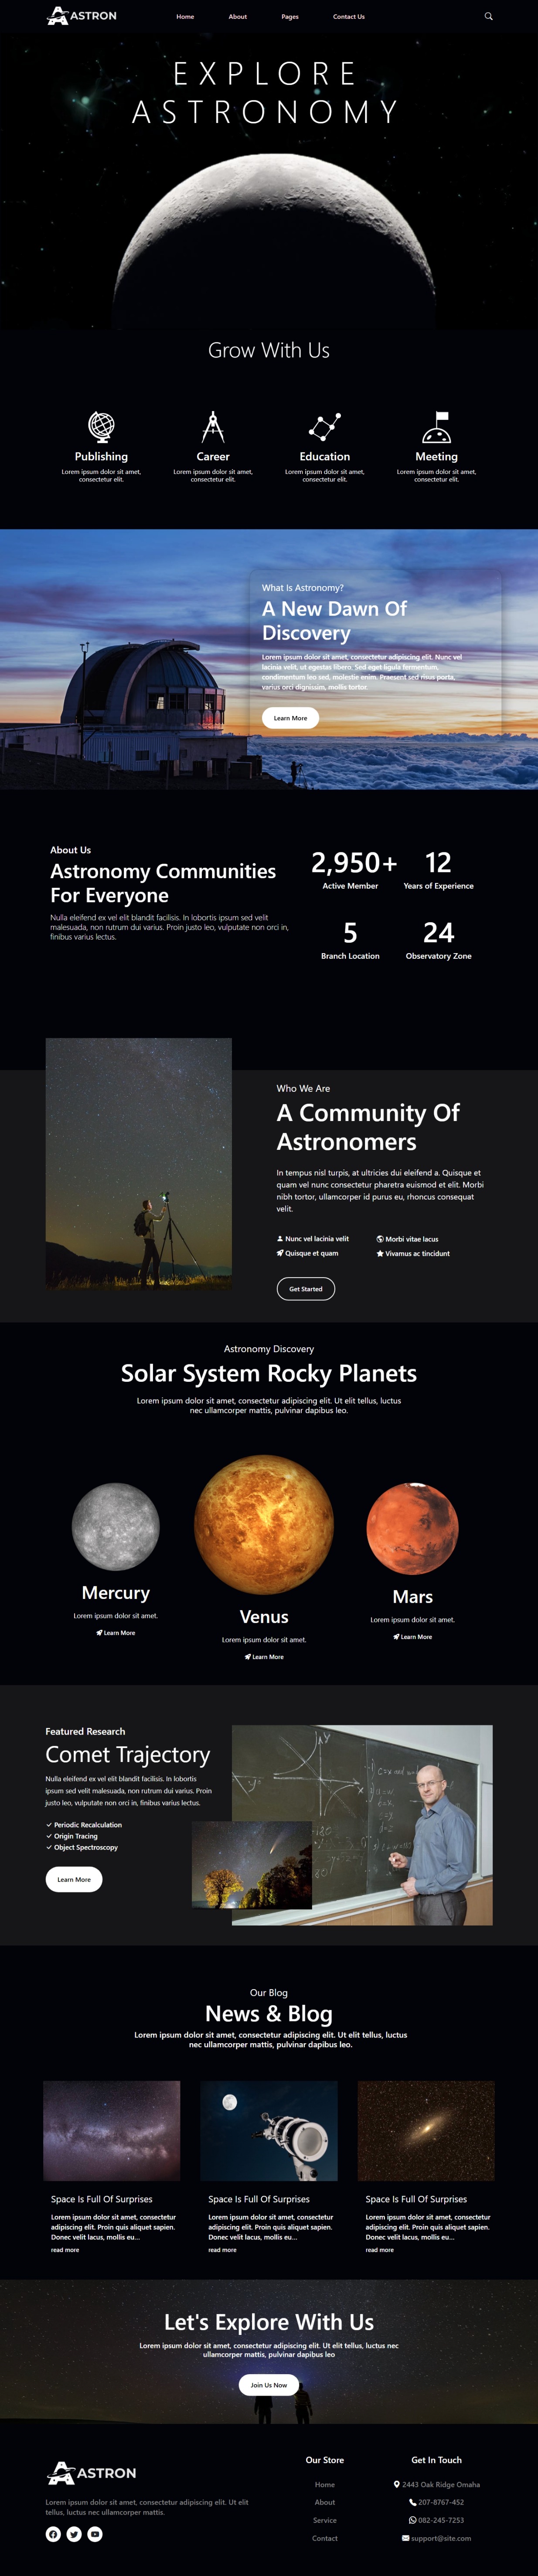 ASTRON
Home About Pages Contact Us
EXPLORE
ASTRONOMY
Grow With Us
Publishing
Lorem ipsum dolor sit amet,
consectetur elit.
Career
Lorem ipsum dolor sit amet,
consectetur elit.
Education
Lorem ipsum dolor sit amet,
consectetur elit.
Meeting
Lorem ipsum dolor sit amet,
consectetur elit.
What Is Astronomy?
A New Dawn Of
Discovery
Lorem ipsum dolor sit amet, consectetur adipiscing elit. Nunc vel
lacinia velit, ut egestas libero. Sed eget ligula fermentum,
condimentum leo sed, molestie enim. Praesent sed risus porta,
varius orci dignissim, mollis tortor.
Learn More
About Us
Astronomy Communities
For Everyone
Nulla eleifend ex vel elit blandit facilisis. In lobortis ipsum sed velit
malesuada, non rutrum dui varius. Proin justo leo, vulputate non orci in,
finibus varius lectus.
2,950+
Active Member
12
Years of Experience
5
Branch Location
24
Observatory Zone
Who We Are
A Community Of
Astronomers
In tempus nisl turpis, at ultricies dui eleifend a. Quisque et
quam vel nunc consectetur pharetra euismod et elit. Morbi
nibh tortor, ullamcorper id purus eu, rhoncus consequat
velit.
Nunc vel lacinia velit
Morbi vitae lacus
Quisque et quam
Vivamus ac tincidunt
Get Started
Astronomy Discovery
Solar System Rocky Planets
Lorem ipsum dolor sit amet, consectetur adipiscing elit. Ut elit tellus, luctus
nec ullamcorper mattis, pulvinar dapibus leo.
Mercury
Lorem ipsum dolor sit amet.
Learn More
Venus
Lorem ipsum dolor sit amet.
Learn More
Mars
Lorem ipsum dolor sit amet.
Learn More
Featured Research
Comet Trajectory
Nulla eleifend ex vel elit blandit facilisis. In lobortis
ipsum sed velit malesuada, non rutrum dui varius. Proin
justo leo, vulputate non orci in, finibus varius lectus.
Periodic Recalculation
Origin Tracing
Object Spectroscopy
Learn More
Our Blog
News & Blog
Lorem ipsum dolor sit amet, consectetur adipiscing elit. Ut elit tellus, luctus
nec ullamcorper mattis, pulvinar dapibus leo.
Space Is Full Of Surprises
Lorem ipsum dolor sit amet, consectetur
adipiscing elit. Proin quis aliquet sapien.
Donec velit lacus, mollis eu...
read more
Space Is Full Of Surprises
Lorem ipsum dolor sit amet, consectetur
adipiscing elit. Proin quis aliquet sapien.
Donec velit lacus, mollis eu...
read more
Space Is Full Of Surprises
Lorem ipsum dolor sit amet, consectetur
adipiscing elit. Proin quis aliquet sapien.
Donec velit lacus, mollis eu...
read more
Let's Explore With Us
Lorem ipsum dolor sit amet, consectetur adipiscing elit. Ut elit tellus, luctus nec
ullamcorper mattis, pulvinar dapibus leo
Join Us Now
ASTRON
Lorem ipsum dolor sit amet, consectetur adipiscing elit. Ut elit
tellus, luctus nec ullamcorper mattis.
Our Store
Home
About
Service
Contact
Get In Touch
2443 Oak Ridge Omaha
207-8767-452
082-245-7253
support@site.com